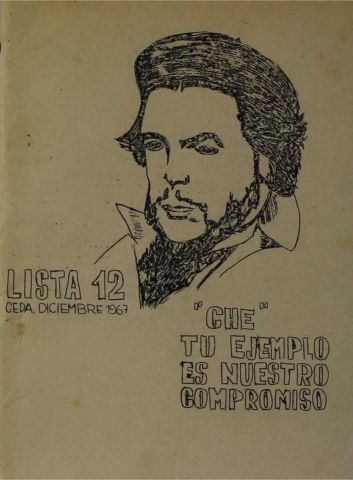 LISTA 12
CEDA, DICIEMBRE 1967
"CHE"
TU EJEMPLO
ES NUESTRO
COMPROMISO